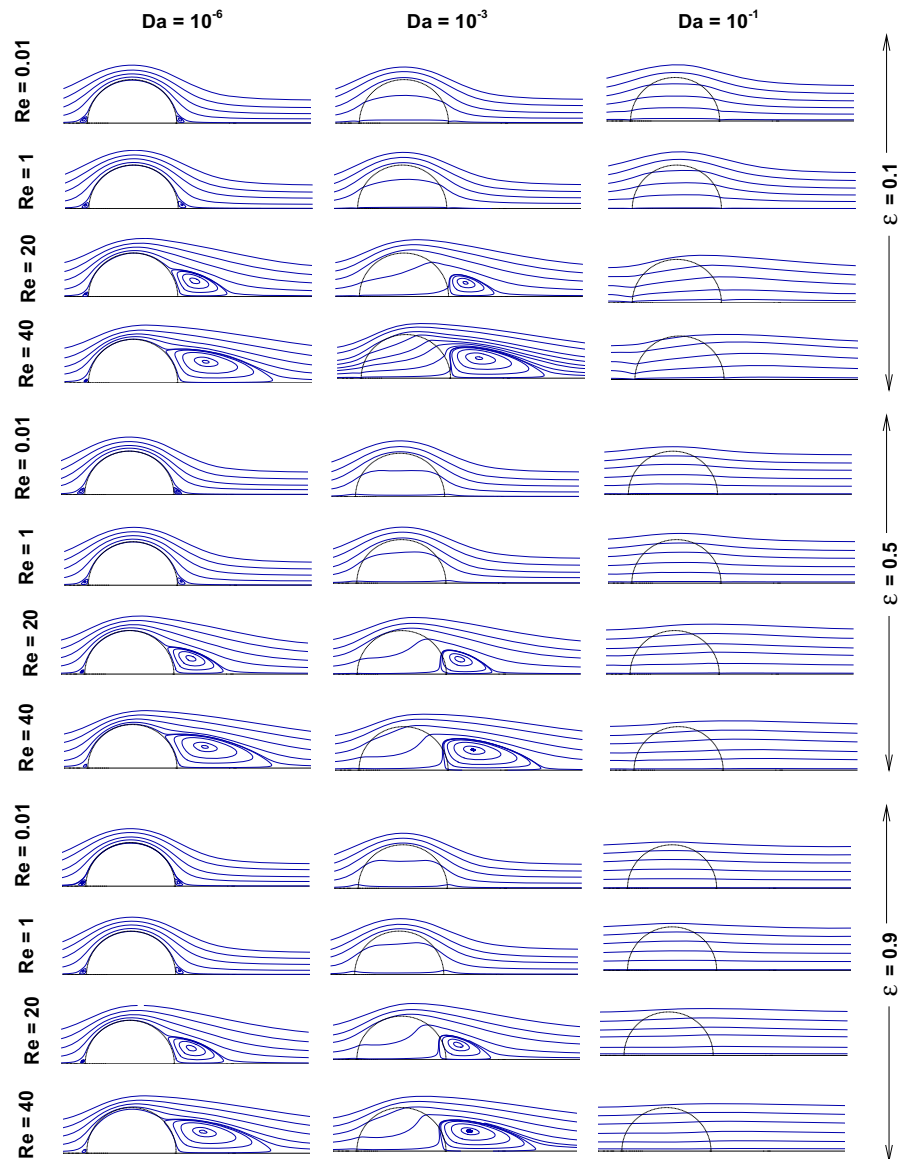 Da = 10⁻⁶ Da = 10⁻³ Da = 10⁻¹
Re = 0.01
Re = 1
Re = 20
Re = 40
ε = 0.1
Re = 0.01
Re = 1
Re = 20
Re = 40
ε = 0.5
Re = 0.01
Re = 1
Re = 20
Re = 40
ε = 0.9